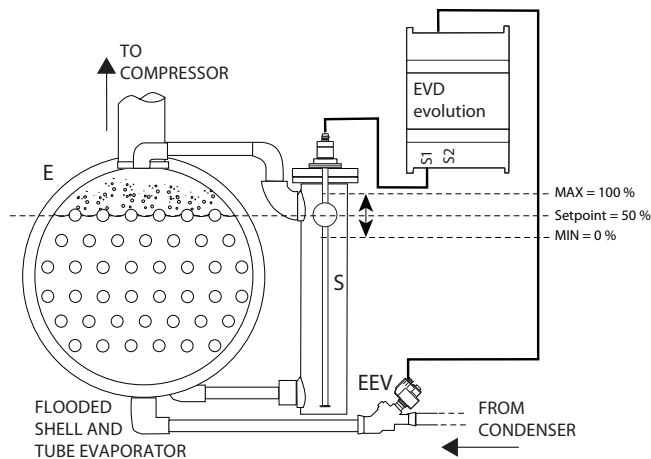 TO
COMPRESSOR
E
EVD
evolution
S1
S2
MAX = 100 %
Setpoint = 50 %
MIN = 0 %
S
EEV
FLOODED
SHELL AND
TUBE EVAPORATOR
FROM
CONDENSER